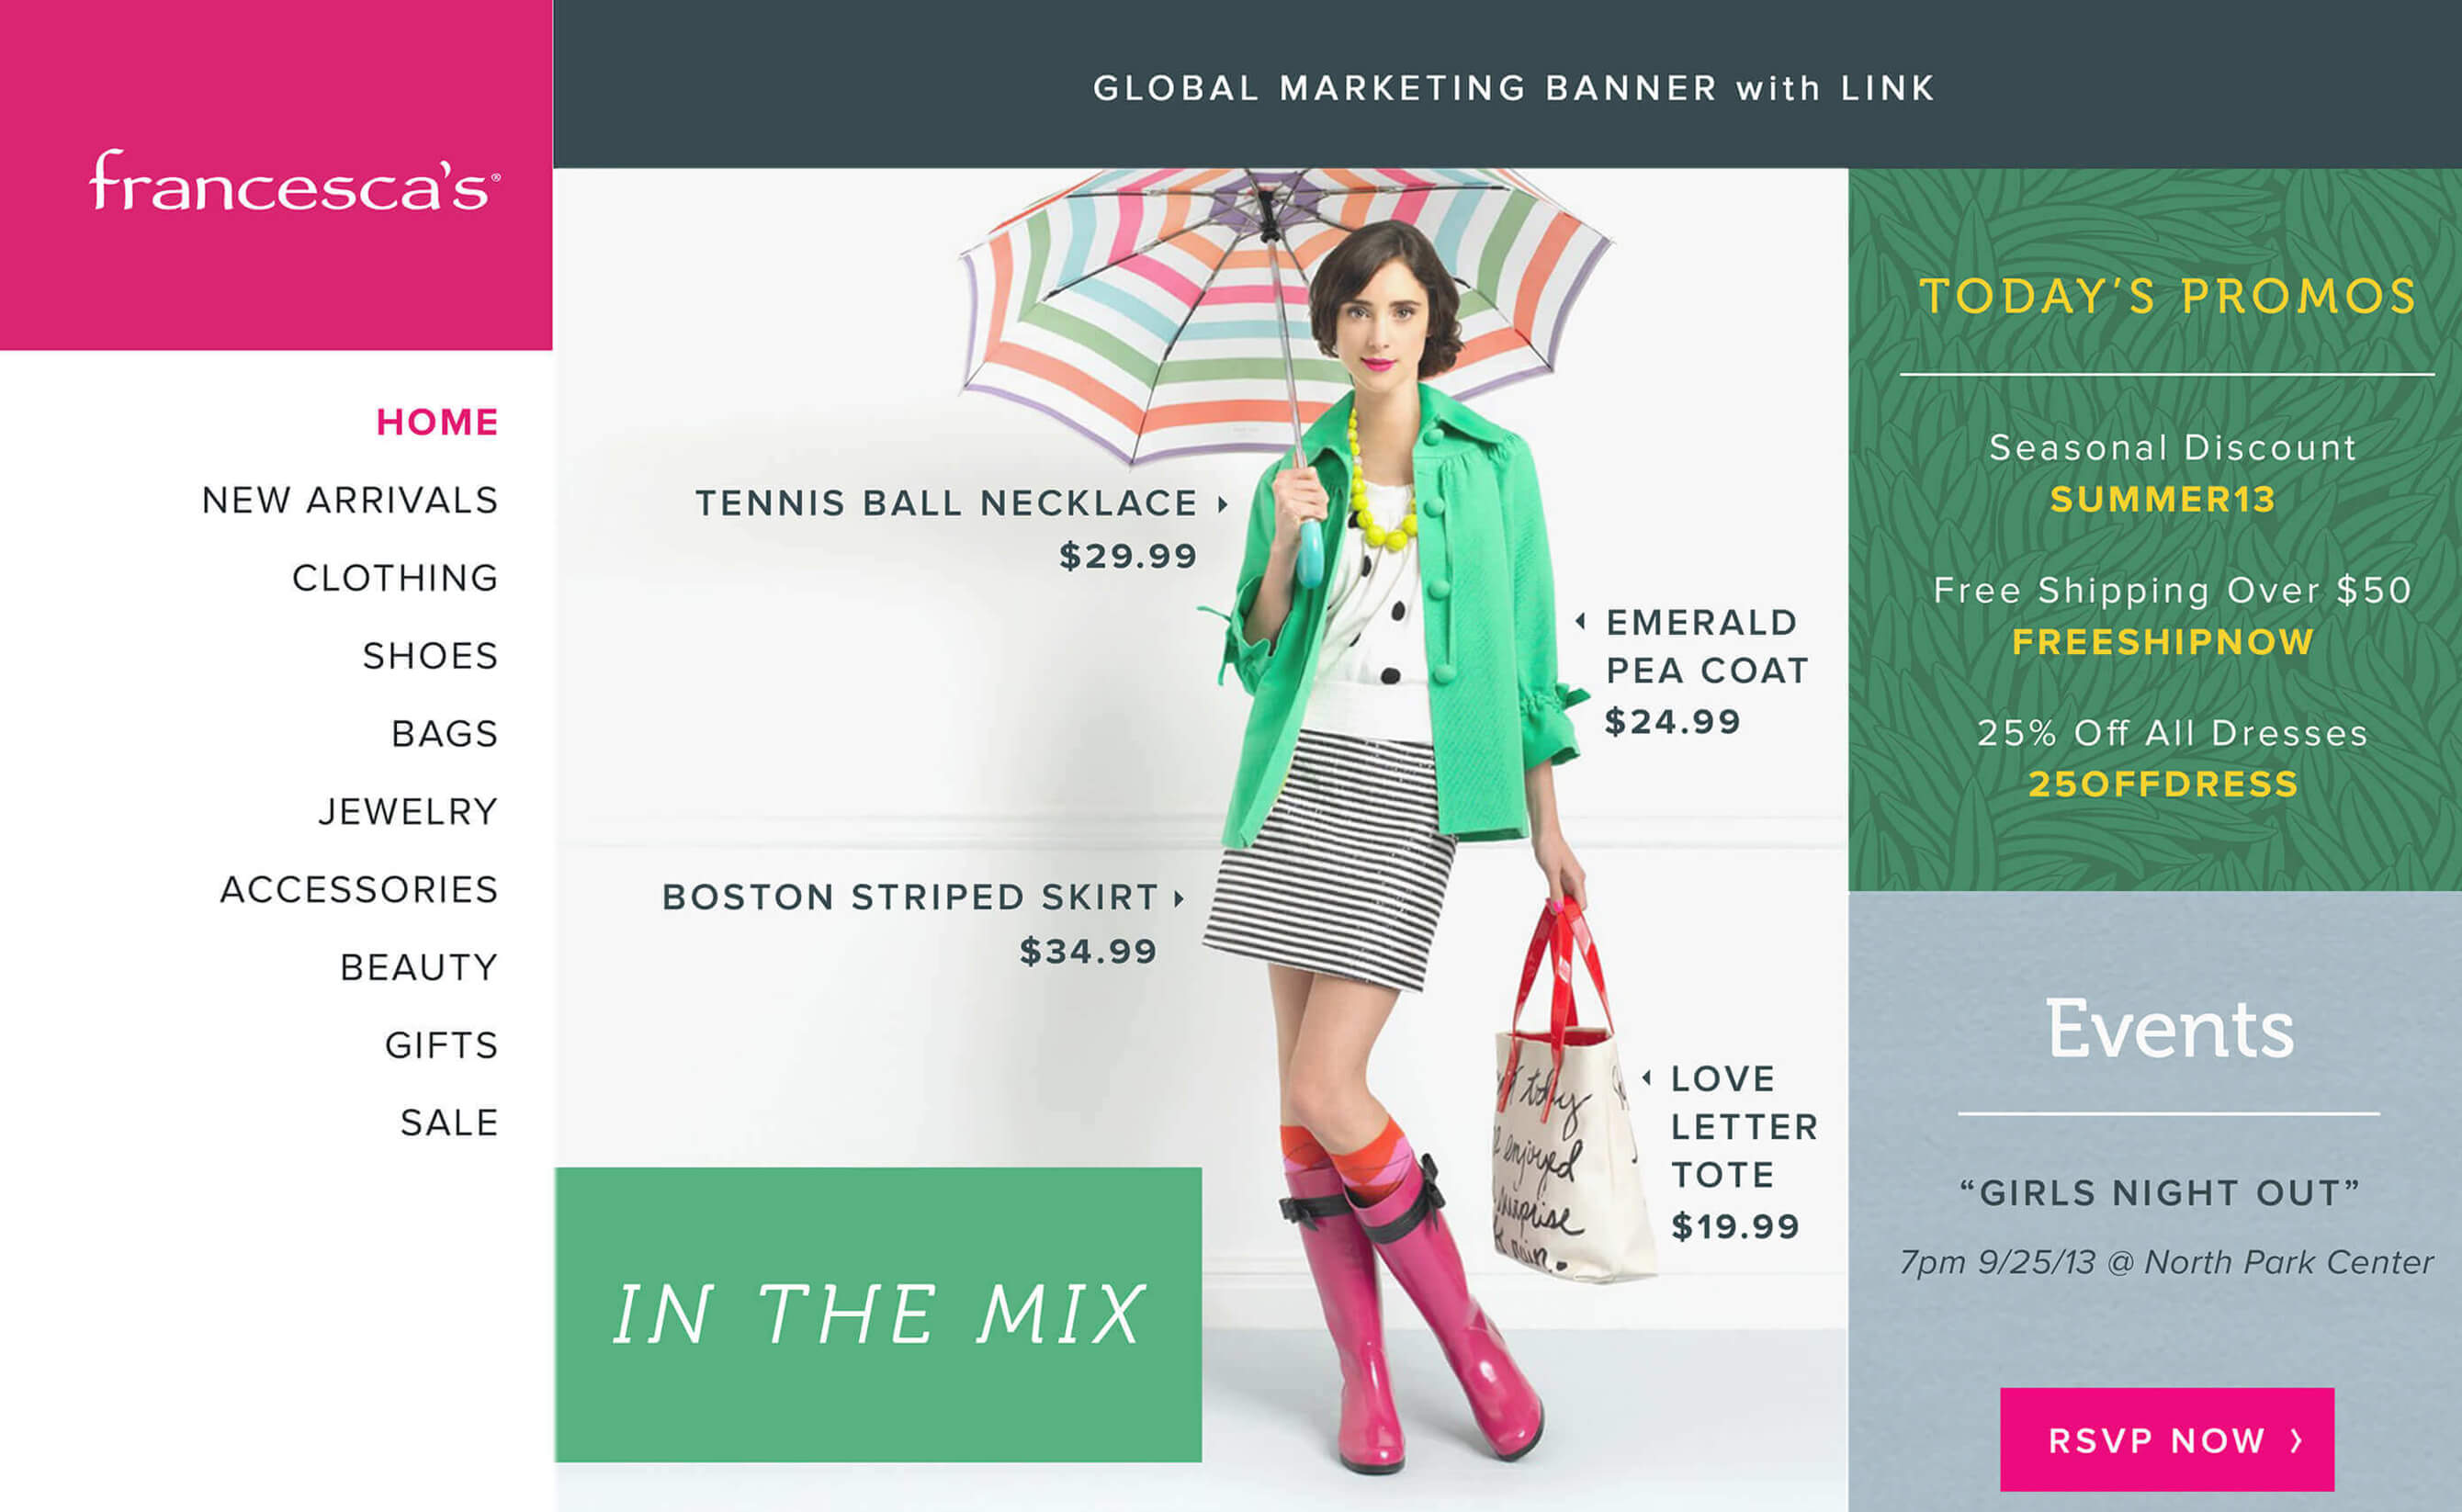 francesca's®
GLOBAL MARKETING BANNER with LINK
HOME
NEW ARRIVALS
CLOTHING
SHOES
BAGS
JEWELRY
ACCESSORIES
BEAUTY
GIFTS
SALE
TENNIS BALL NECKLACE
$29.99
EMERALD
PEA COAT
$24.99
BOSTON STRIPED SKIRT
$34.99
LOVE
LETTER
TOTE
$19.99
today
enjoyed
IN THE MIX
TODAY’S PROMOS
Seasonal Discount
SUMMER13
Free Shipping Over $50
FREESHIPNOW
25% Off All Dresses
25OFFDRESS
Events
“GIRLS NIGHT OUT”
7pm 9/25/13 @ North Park Center
RSVP NOW